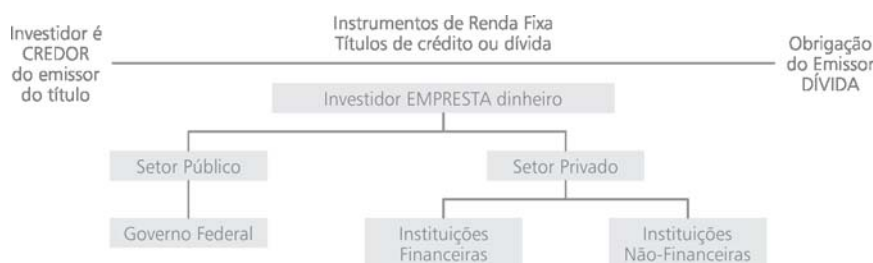 Investidor é
CREDOR
do emissor
do título
Instrumentos de Renda Fixa
Títulos de crédito ou dívida
Obrigação
do Emissor
DÍVIDA
Investidor EMPRESTA dinheiro
Setor Público
Setor Privado
Governo Federal
Instituições
Financeiras
Instituições
Não-Financeiras